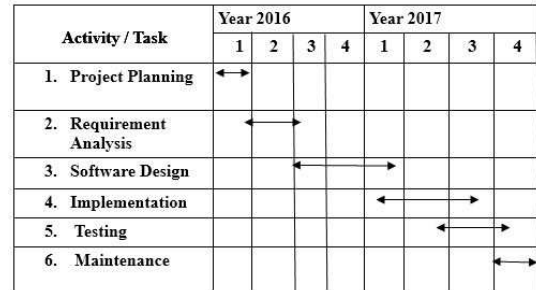 Activity / Task
Year 2016
Year 2017
1 2 3 4 1 2 3 4
1. Project Planning
2. Requirement
Analysis
3. Software Design
4. Implementation
5. Testing
6. Maintenance